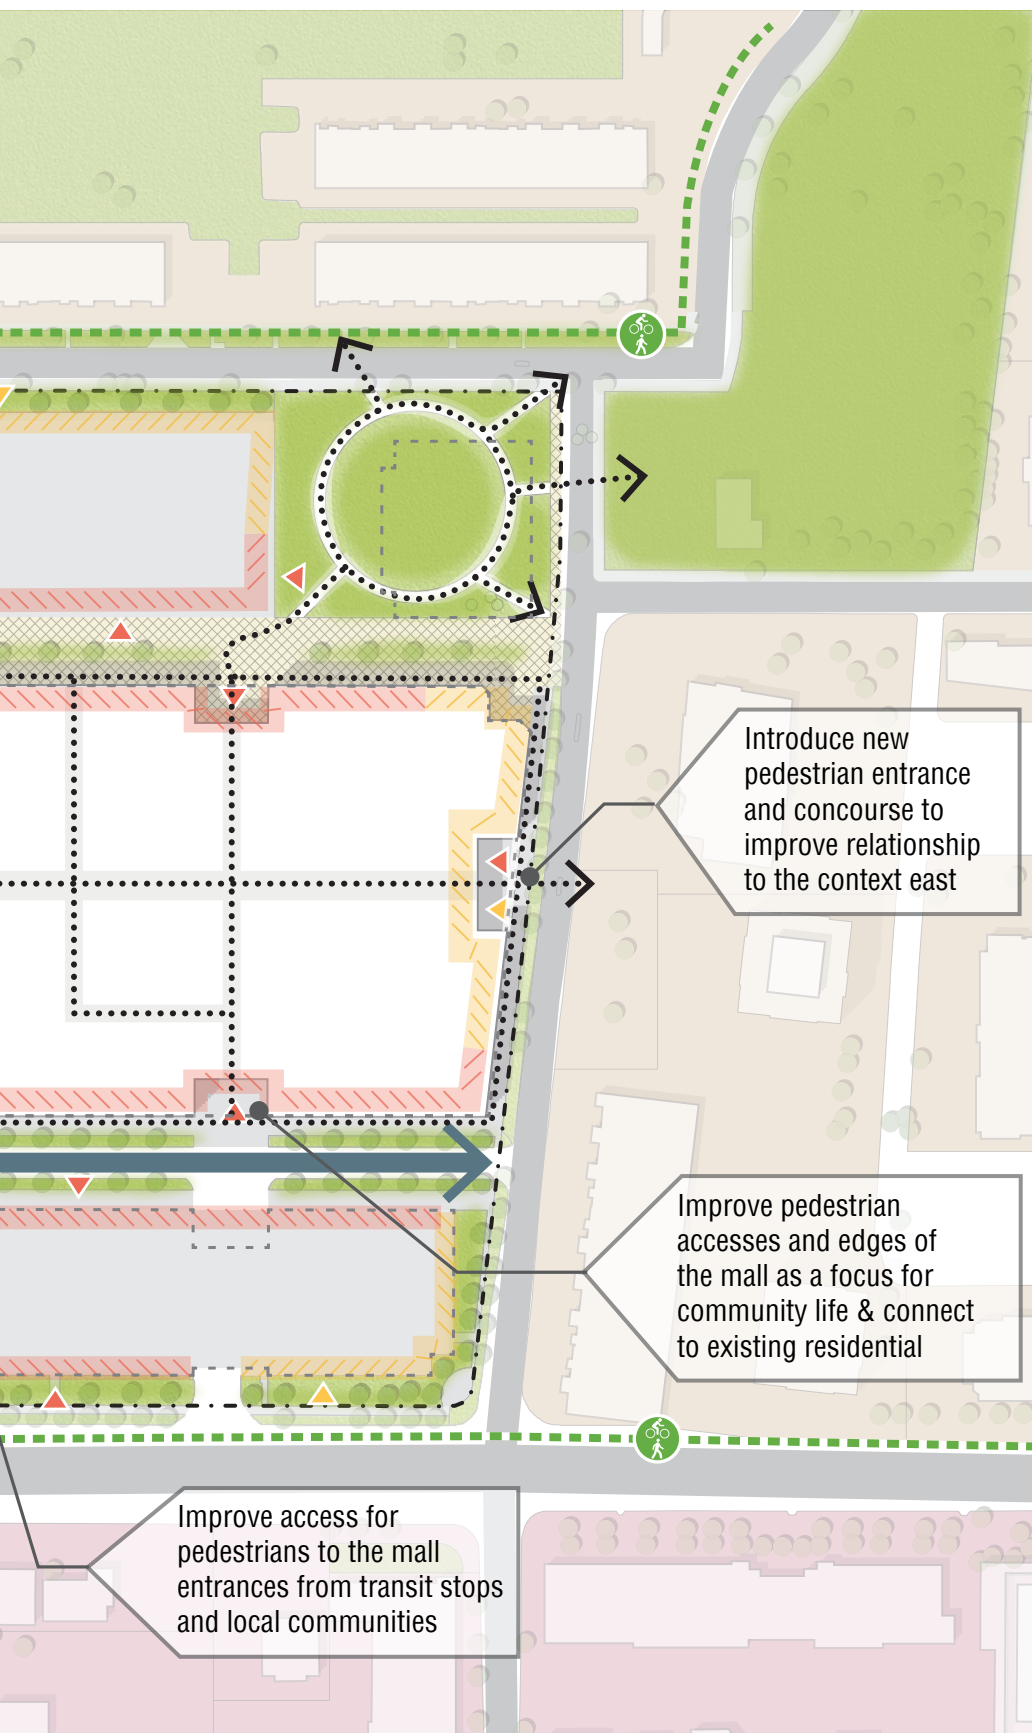 Introduce new
pedestrian entrance
and concourse to
improve relationship
to the context east
Improve pedestrian
accesses and edges of
the mall as a focus for
community life & connect
to existing residential
Improve access for
pedestrians to the mall
entrances from transit stops
and local communities